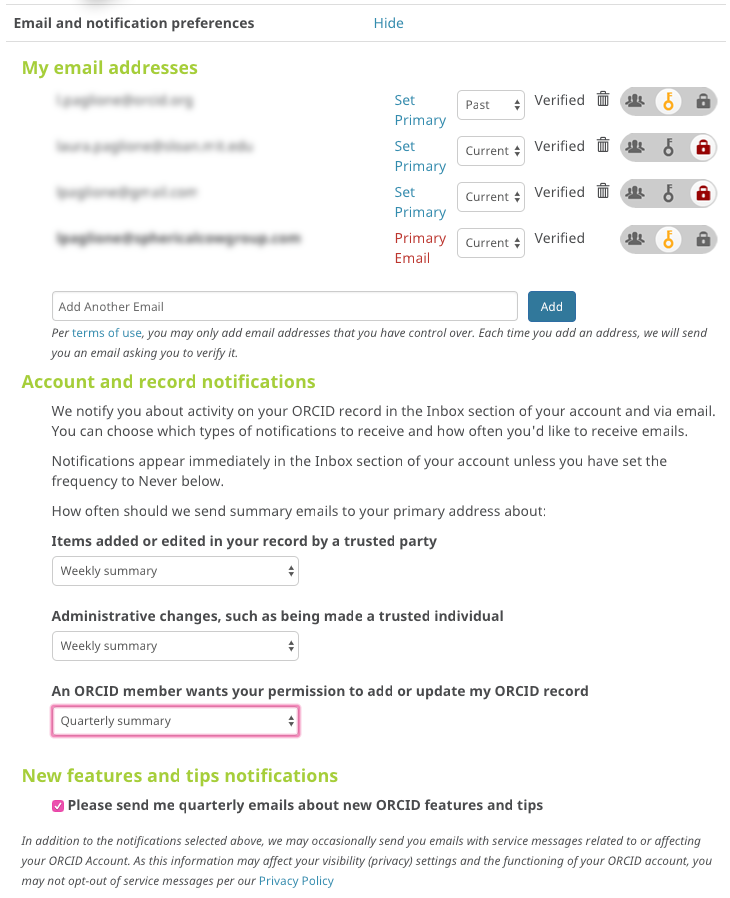 Email and notification preferences Hide
My email addresses
Set Primary Past Verified
Set Primary Current Verified
Set Primary Current Verified
Primary Email Current Verified
Add Another Email Add
Per terms of use, you may only add email addresses that you have control over. Each time you add an address, we will send
you an email asking you to verify it.
Account and record notifications
We notify you about activity on your ORCID record in the Inbox section of your account and via email.
You can choose which types of notifications to receive and how often you'd like to receive emails.
Notifications appear immediately in the Inbox section of your account unless you have set the
frequency to Never below.
How often should we send summary emails to your primary address about:
Items added or edited in your record by a trusted party
Weekly summary
Administrative changes, such as being made a trusted individual
Weekly summary
An ORCID member wants your permission to add or update my ORCID record
Quarterly summary
New features and tips notifications
Please send me quarterly emails about new ORCID features and tips
In addition to the notifications selected above, we may occasionally send you emails with service messages related to or affecting
your ORCID Account. As this information may affect your visibility (privacy) settings and the functioning of your ORCID account, you
may not opt-out of service messages per our Privacy Policy